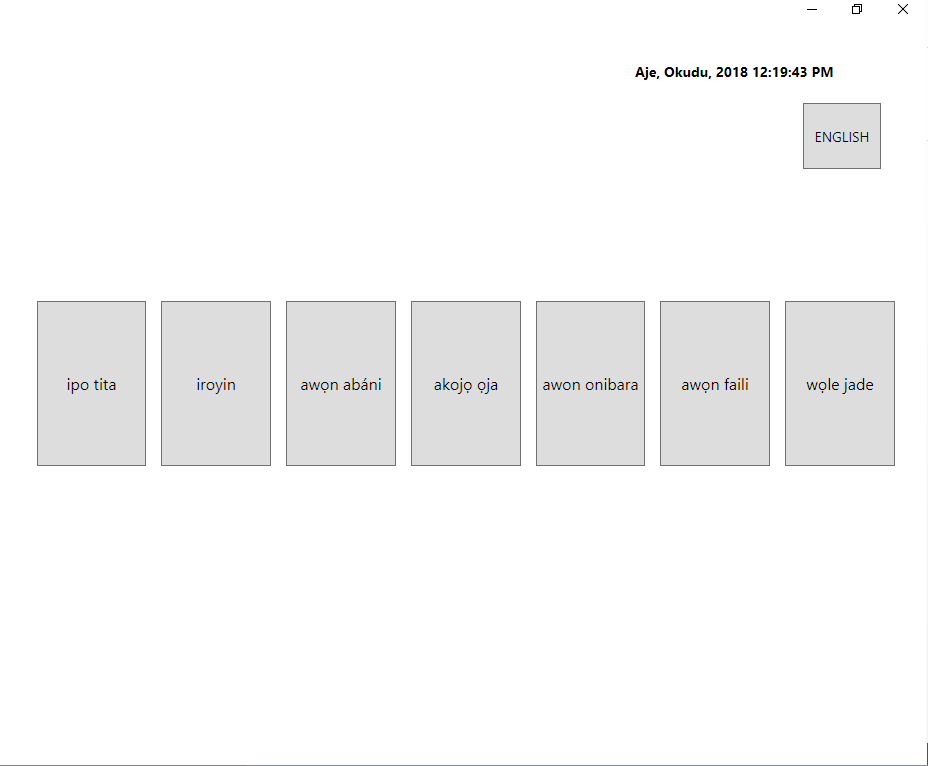 Aje, Okudu, 2018 12:19:43 PM
ENGLISH
ipo tita
iroyin
awọn abáni
akojọ ọja
awon onibara
awọn faili
wọle jade